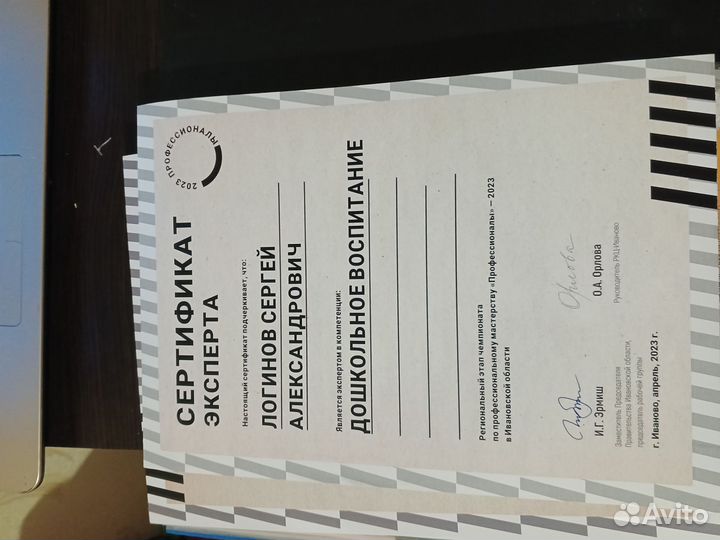 2023 ПРОФЕССИОНАЛЫ
СЕРТИФИКАТ
ЭКСПЕРТА
Настоящий сертификат подчеркивает, что:
ЛОГИНОВ СЕРГЕЙ
АЛЕКСАНДРОВИЧ
Является экспертом в компетенции:
ДОШКОЛЬНОЕ ВОСПИТАНИЕ
Региональный этап чемпионата
по профессиональному мастерству «Профессионалы» — 2023
в Ивановской области
Орлова
И.Г. Эрмиш
О.А. Орлова
Заместитель Председателя
Правительства Ивановской области,
председатель рабочей группы
Руководитель РКЦ-Иваново
г. Иваново, апрель, 2023 г.
Avito